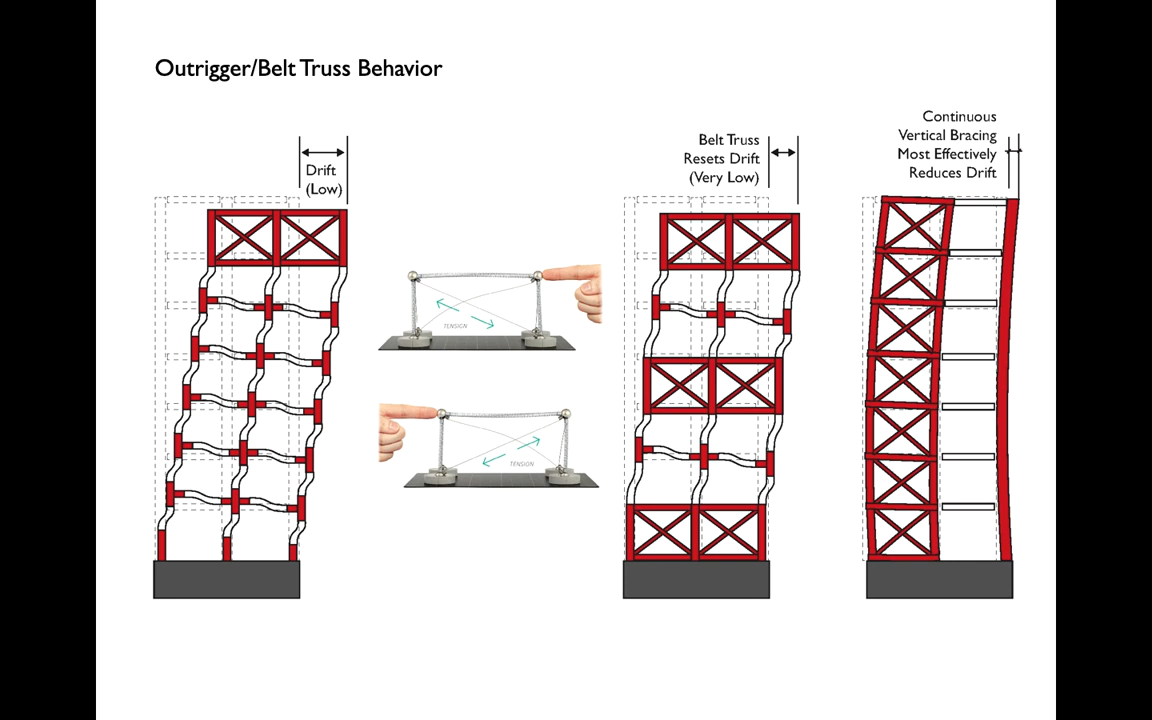 Outrigger/Belt Truss Behavior
Drift
(Low)
TENSION
TENSION
Belt Truss
Resets Drift
(Very Low)
Continuous
Vertical Bracing
Most Effectively
Reduces Drift